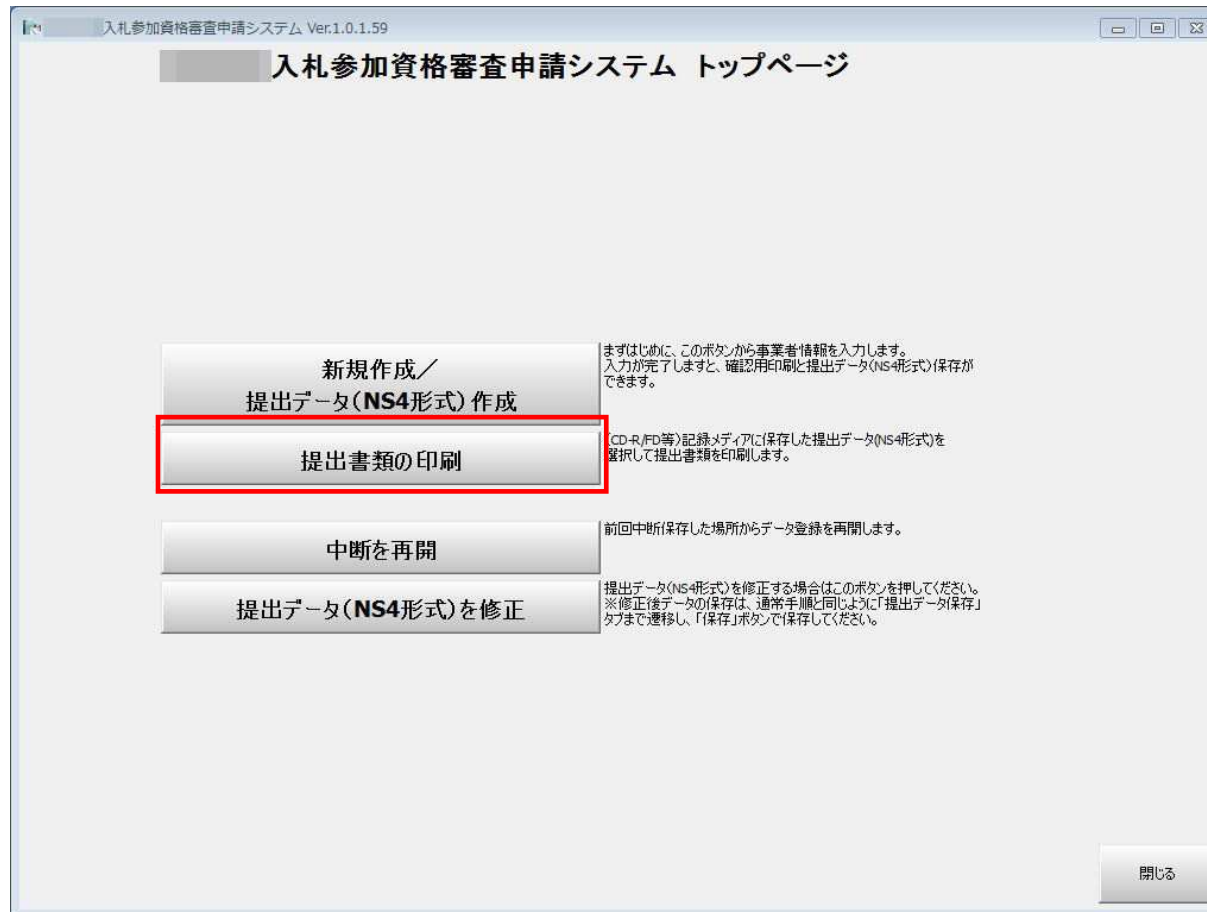 入札参加資格審査申請システム Ver.1.0.1.59
入札参加資格審査申請システム トップページ
新規作成／
提出データ(NS4形式) 作成
まずはじめに、このボタンから事業者情報を入力します。
入力が完了しますと、確認用印刷と提出データ(NS4形式)保存が
できます。
提出書類の印刷
(CD-R/FD等)記録メディアに保存した提出データ(NS4形式)を
選択して提出書類を印刷します。
中断を再開
前回中断保存した場所からデータ登録を再開します。
提出データ(NS4形式)を修正
提出データ(NS4形式)を修正する場合はこのボタンを押してください。
※修正後データの保存は、通常手順と同じように「提出データ保存」
タブまで遷移し、「保存」ボタンで保存してください。
閉じる